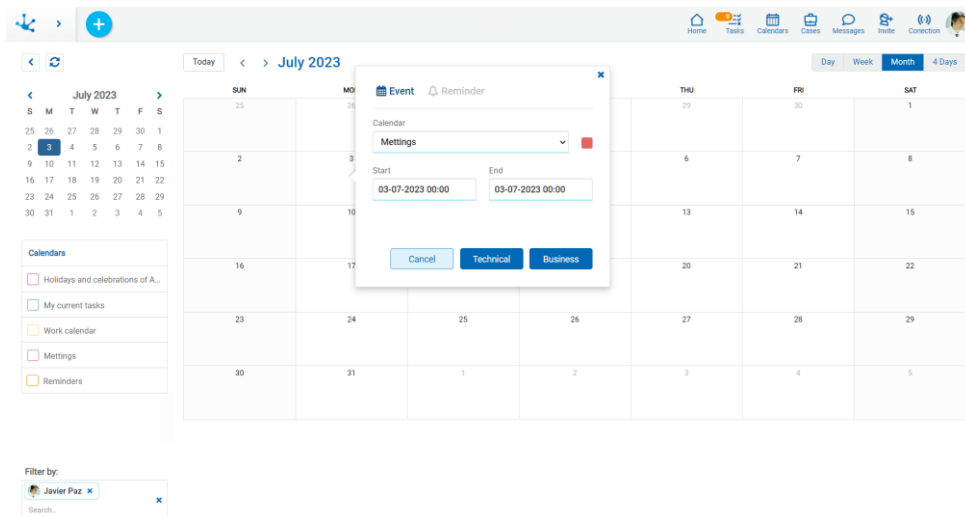 Home Tasks Calendars Cases Messages Invite Conection
Today July 2023 Day Week Month 4 Days
July 2023
S M T W T F S
25 26 27 28 29 30 1
2 3 4 5 6 7 8
9 10 11 12 13 14 15
16 17 18 19 20 21 22
23 24 25 26 27 28 29
30 31 1 2 3 4 5
Calendars
Holidays and celebrations of A...
My current tasks
Work calendar
Mettings
Reminders
Filter by:
Javier Paz
Search..
SUN THU FRI SAT
25 29 30 1
2 3 6 7 8
9 10 13 14 15
16 17 20 21 22
23 24 25 26 27 28 29
30 31 1 2 3 4 5
Event Reminder
Calendar
Mettings
Start End
03-07-2023 00:00 03-07-2023 00:00
Cancel Technical Business